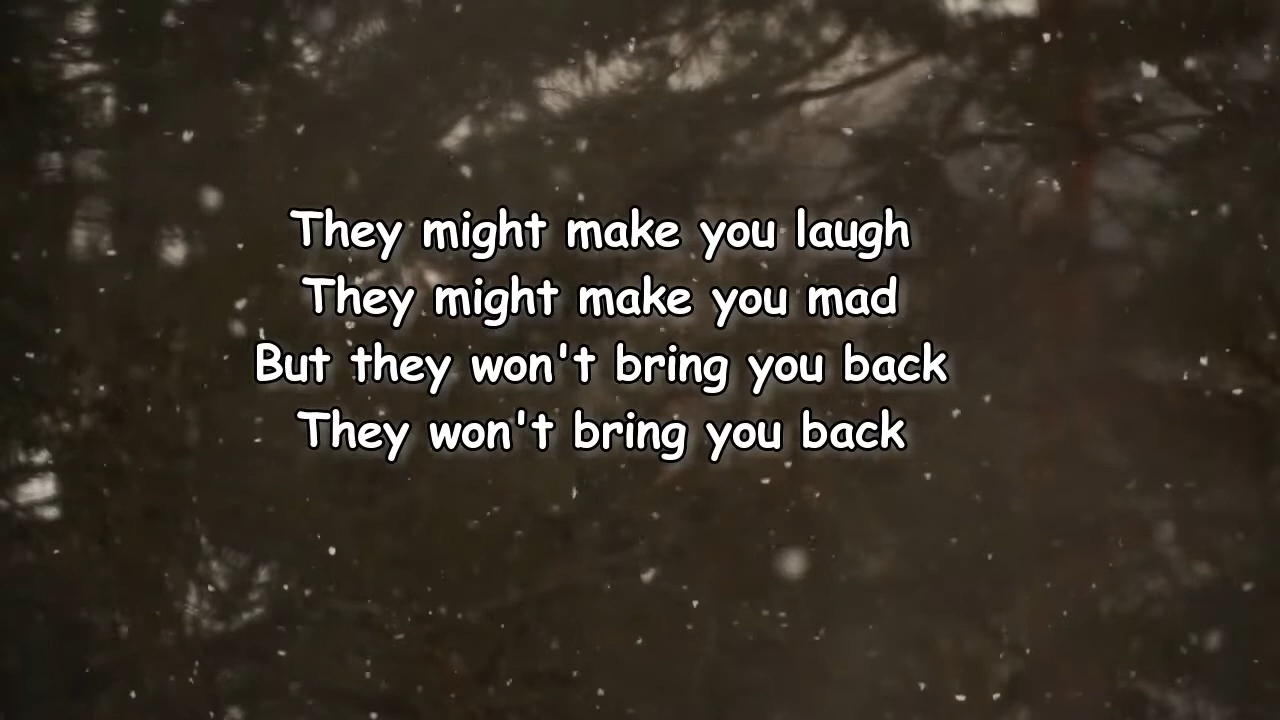 They might make you laugh
They might make you mad
But they won't bring you back
They won't bring you back